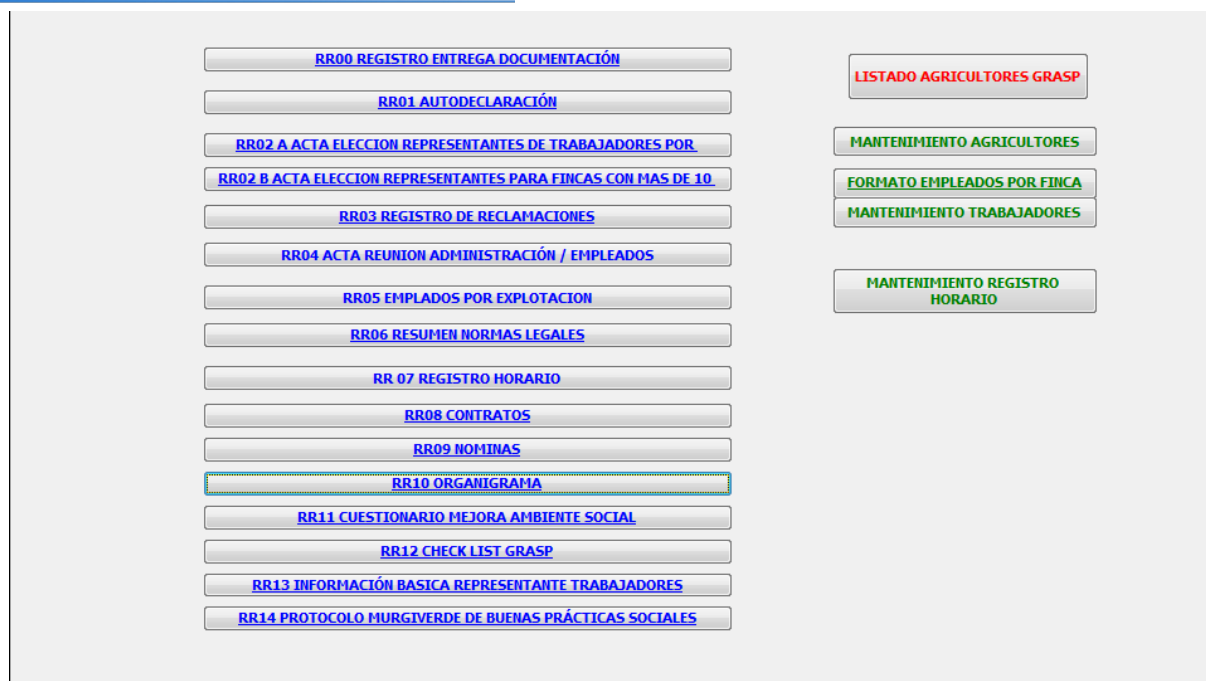 RR00 REGISTRO ENTREGA DOCUMENTACIÓN
RR01 AUTODECLARACIÓN
RR02 A ACTA ELECCION REPRESENTANTES DE TRABAJADORES POR
RR02 B ACTA ELECCION REPRESENTANTES PARA FINCAS CON MAS DE 10
RR03 REGISTRO DE RECLAMACIONES
RR04 ACTA REUNION ADMINISTRACIÓN / EMPLEADOS
RR05 EMPLADOS POR EXPLOTACION
RR06 RESUMEN NORMAS LEGALES
RR 07 REGISTRO HORARIO
RR08 CONTRATOS
RR09 NOMINAS
RR10 ORGANIGRAMA
RR11 CUESTIONARIO MEJORA AMBIENTE SOCIAL
RR12 CHECK LIST GRASP
RR13 INFORMACIÓN BASICA REPRESENTANTE TRABAJADORES
RR14 PROTOCOLO MURGIVERDE DE BUENAS PRÁCTICAS SOCIALES
LISTADO AGRICULTORES GRASP
MANTENIMIENTO AGRICULTORES
FORMATO EMPLEADOS POR FINCA
MANTENIMIENTO TRABAJADORES
MANTENIMIENTO REGISTRO
HORARIO